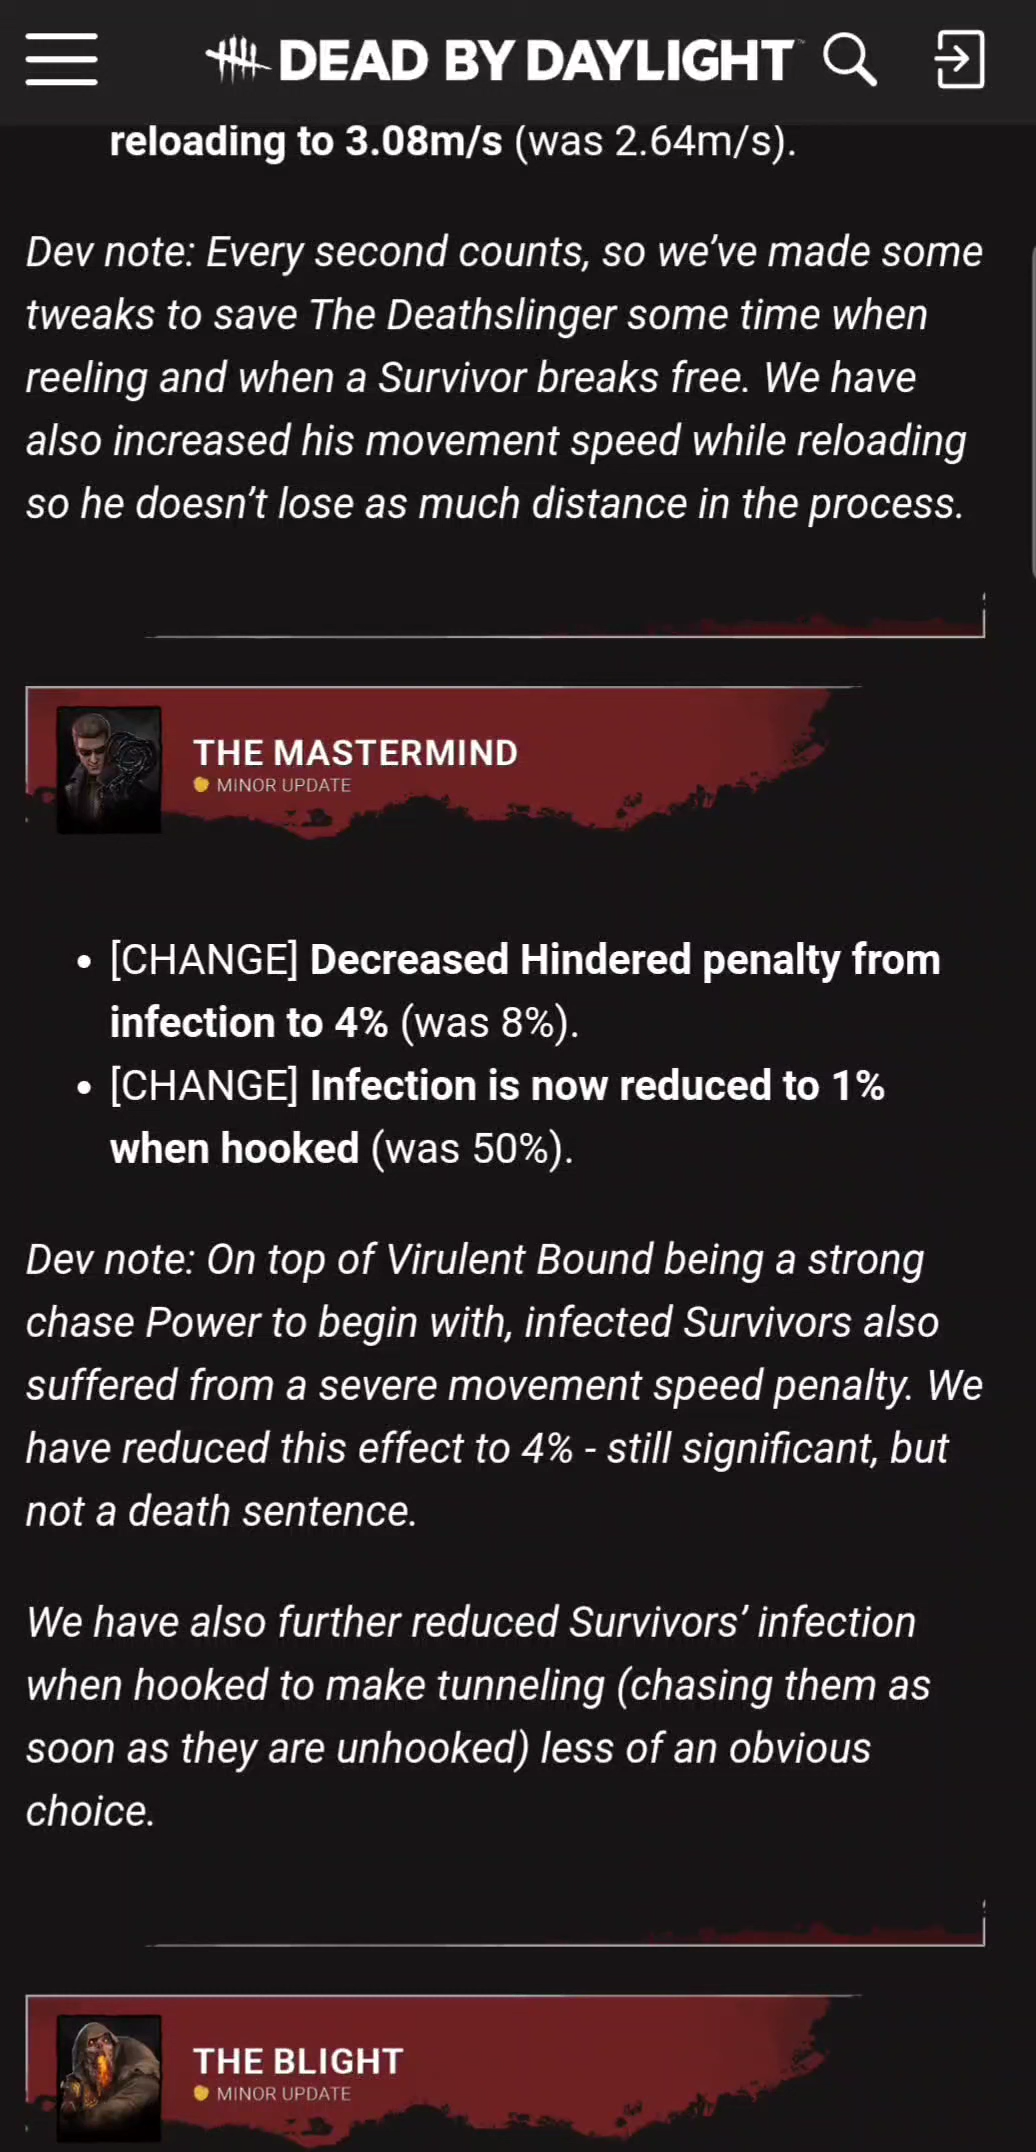 DEAD BY DAYLIGHT™
reloading to 3.08m/s (was 2.64m/s).
Dev note: Every second counts, so we’ve made some
tweaks to save The Deathslinger some time when
reeling and when a Survivor breaks free. We have
also increased his movement speed while reloading
so he doesn’t lose as much distance in the process.
THE MASTERMIND
MINOR UPDATE
• [CHANGE] Decreased Hindered penalty from
infection to 4% (was 8%).
• [CHANGE] Infection is now reduced to 1%
when hooked (was 50%).
Dev note: On top of Virulent Bound being a strong
chase Power to begin with, infected Survivors also
suffered from a severe movement speed penalty. We
have reduced this effect to 4% - still significant, but
not a death sentence.
We have also further reduced Survivors’ infection
when hooked to make tunneling (chasing them as
soon as they are unhooked) less of an obvious
choice.
THE BLIGHT
MINOR UPDATE